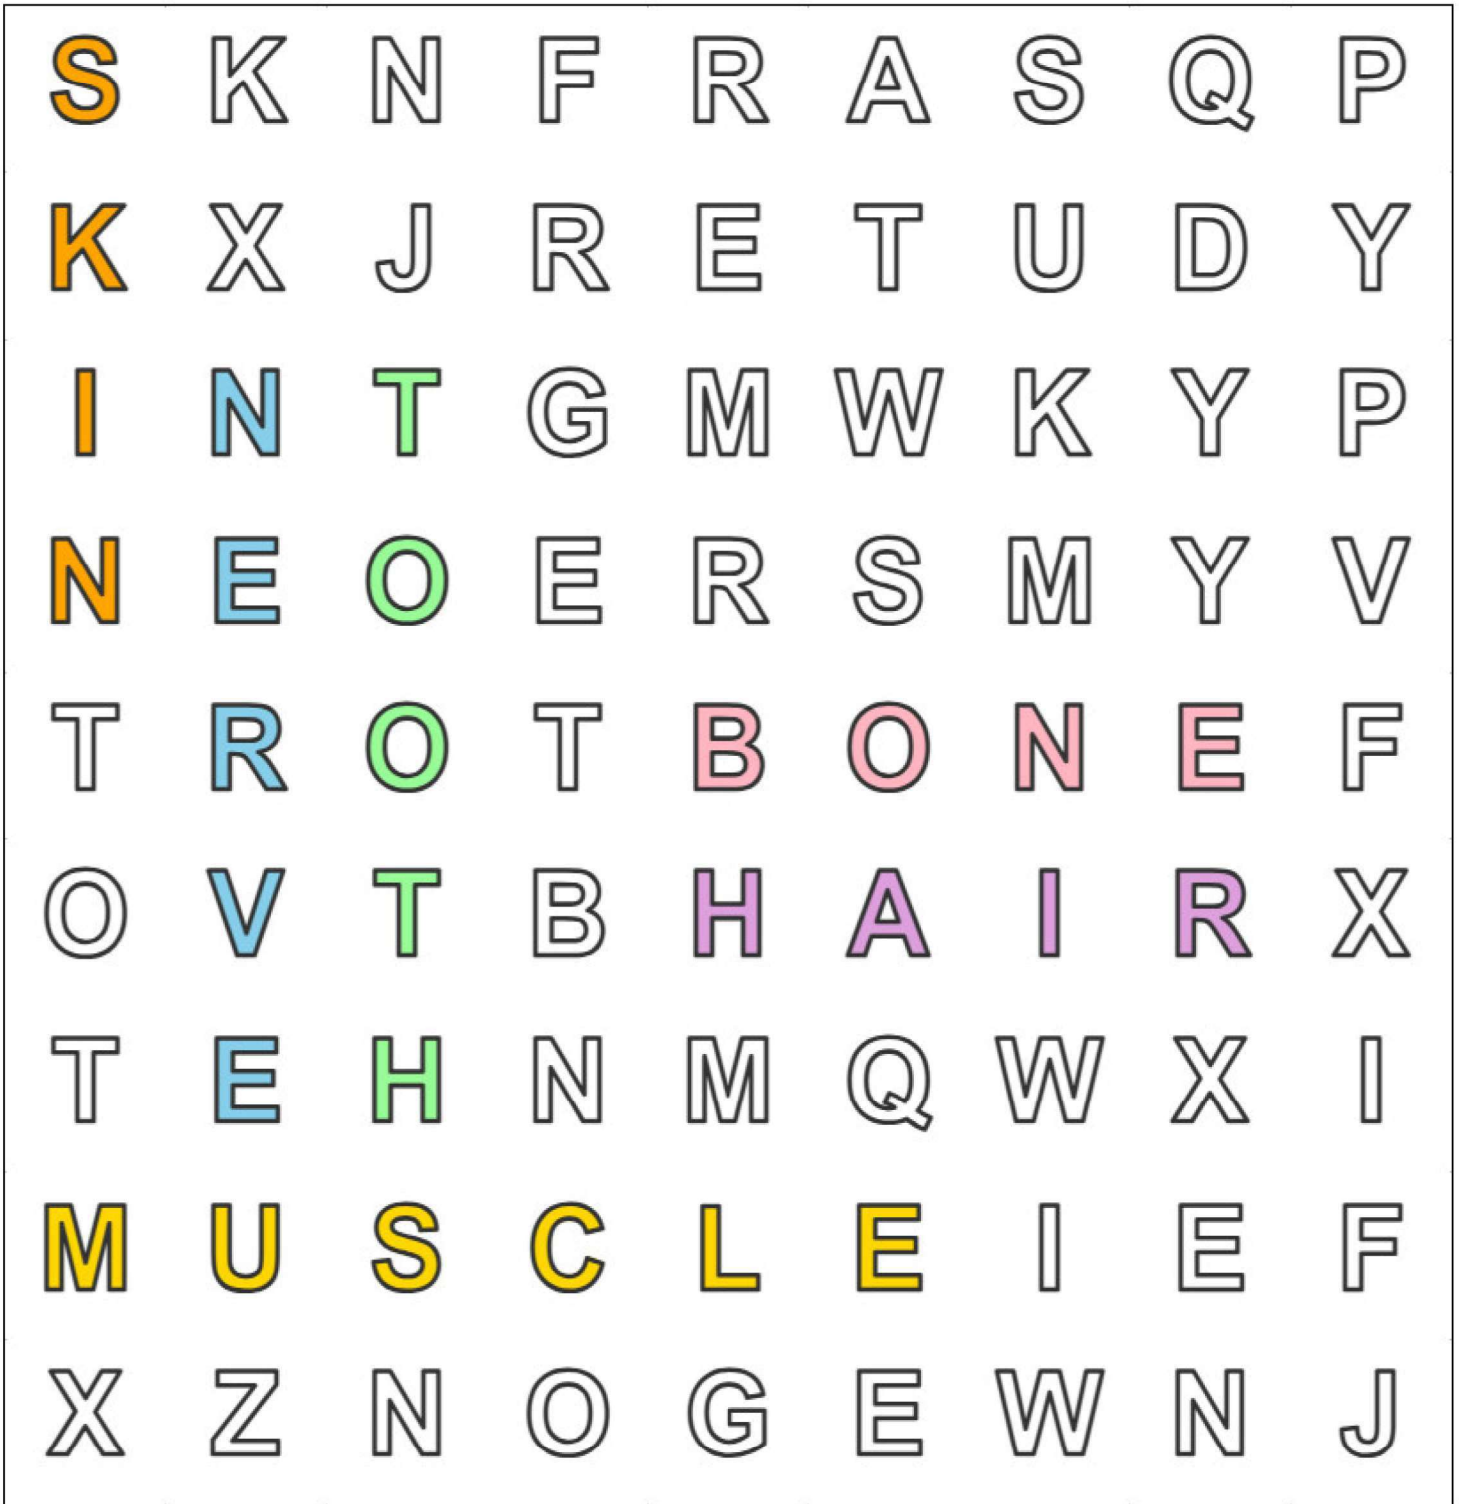 S K N F R A S Q P
K X J R E T U D Y
I N T G M W K Y P
N E O E R S M Y V
T R O T B O N E F
O V T B H A I R X
T E H N M Q W X I
M U S C L E I E F
X Z N O G E W N J